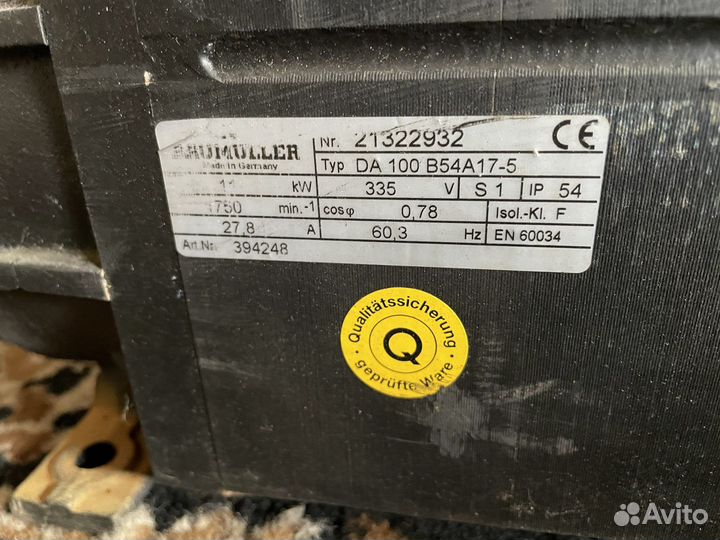 BAUMÜLLER
Made in Germany
Nr. 21322932 CE
Typ DA 100 B54A17-5
11 kW 335 V S 1 IP 54
1750 min.-1 cosφ 0,78 Isol.-Kl. F
27,8 A 60,3 Hz EN 60034
Art.Nr. 394248
Qualitätssicherung
Q
geprüfte Ware
Avito